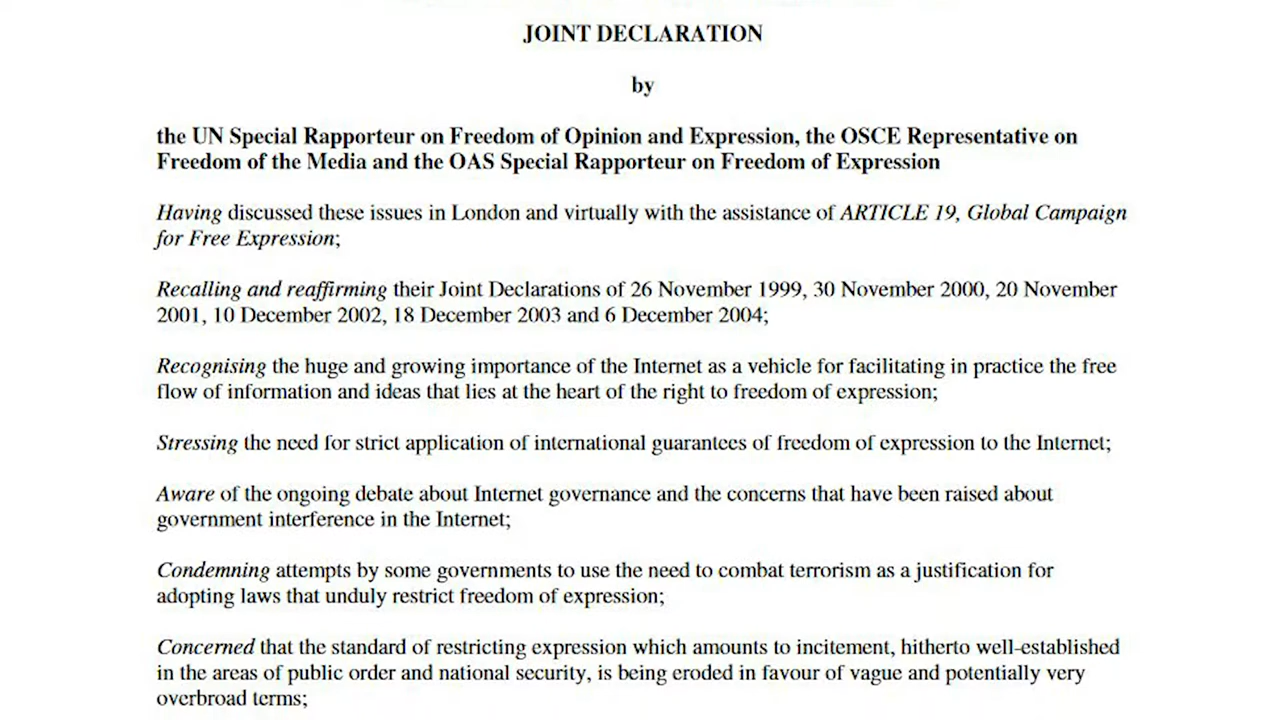 JOINT DECLARATION
by
the UN Special Rapporteur on Freedom of Opinion and Expression, the OSCE Representative on
Freedom of the Media and the OAS Special Rapporteur on Freedom of Expression
Having discussed these issues in London and virtually with the assistance of ARTICLE 19, Global Campaign
for Free Expression;
Recalling and reaffirming their Joint Declarations of 26 November 1999, 30 November 2000, 20 November
2001, 10 December 2002, 18 December 2003 and 6 December 2004;
Recognising the huge and growing importance of the Internet as a vehicle for facilitating in practice the free
flow of information and ideas that lies at the heart of the right to freedom of expression;
Stressing the need for strict application of international guarantees of freedom of expression to the Internet;
Aware of the ongoing debate about Internet governance and the concerns that have been raised about
government interference in the Internet;
Condemning attempts by some governments to use the need to combat terrorism as a justification for
adopting laws that unduly restrict freedom of expression;
Concerned that the standard of restricting expression which amounts to incitement, hitherto well-established
in the areas of public order and national security, is being eroded in favour of vague and potentially very
overbroad terms;